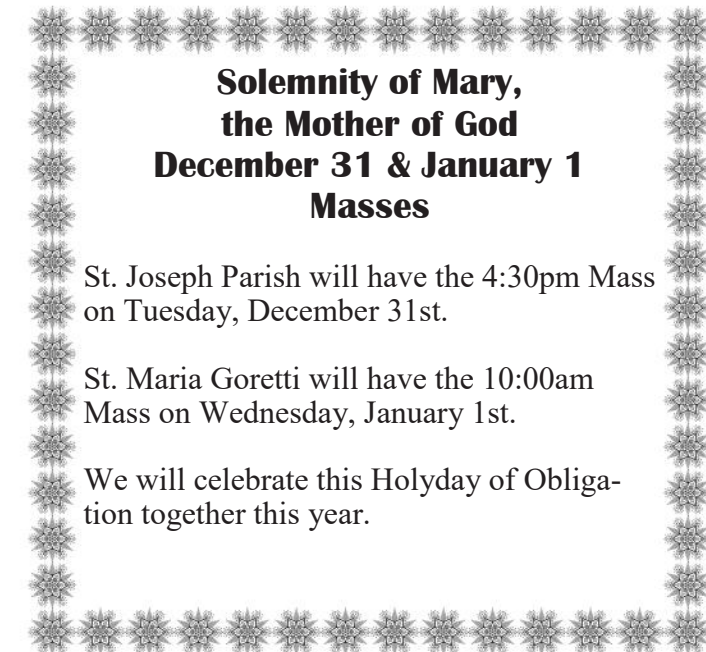 Solemnity of Mary,
the Mother of God
December 31 & January 1
Masses
St. Joseph Parish will have the 4:30pm Mass
on Tuesday, December 31st.
St. Maria Goretti will have the 10:00am
Mass on Wednesday, January 1st.
We will celebrate this Holyday of Obliga-
tion together this year.